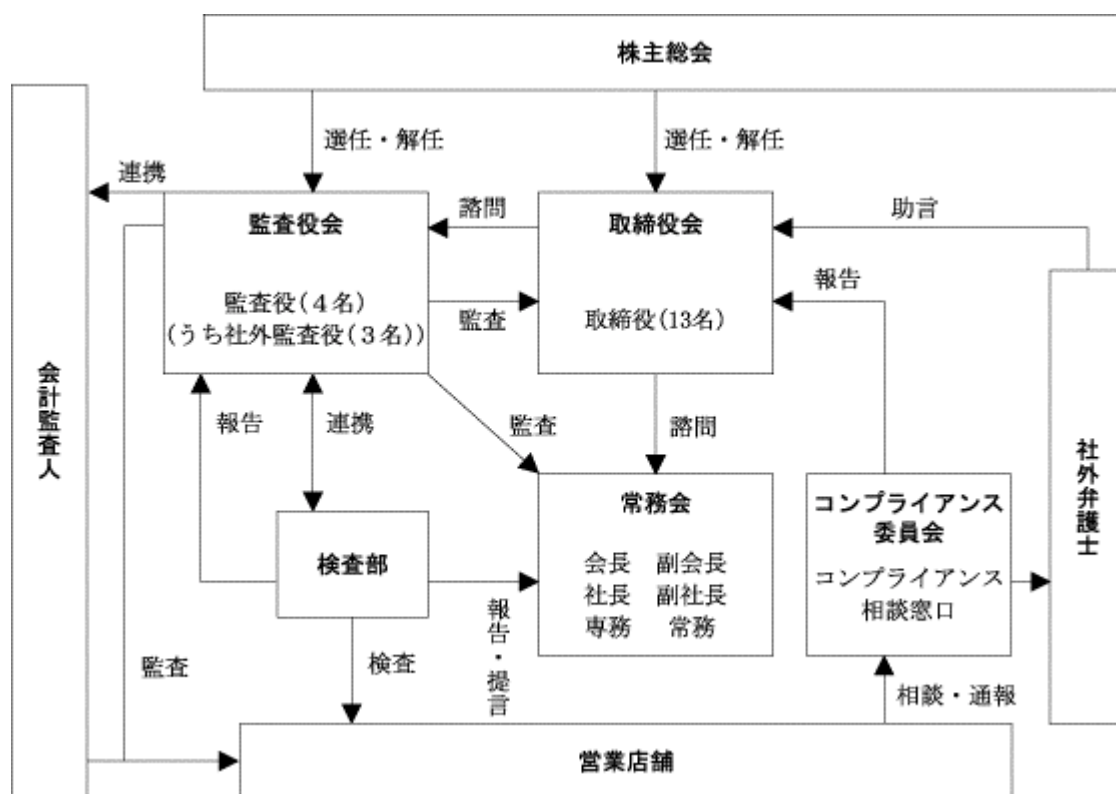 株主総会
選任・解任
選任・解任
連携
監査役会
監査役(4名)
(うち社外監査役(3名))
諮問
監査
取締役会
取締役(13名)
助言
報告
会計監査人
報告
連携
監査
諮問
社外弁護士
検査部
常務会
会長 副会長
社長 副社長
専務 常務
コンプライアンス
委員会
コンプライアンス
相談窓口
報告・提言
監査
検査
相談・通報
営業店舗